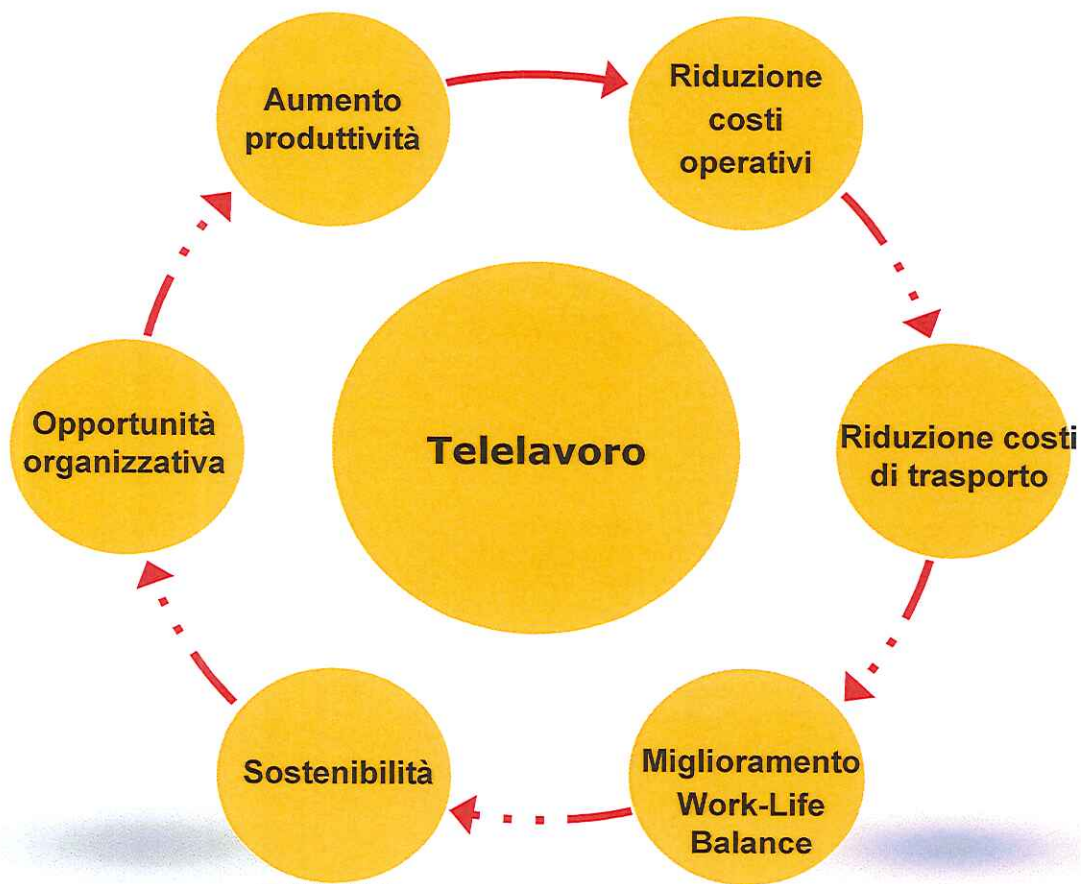 Aumento
produttività
Riduzione
costi
operativi
Opportunità
organizzativa
Telelavoro
Riduzione costi
di trasporto
Sostenibilità
Miglioramento
Work-Life
Balance